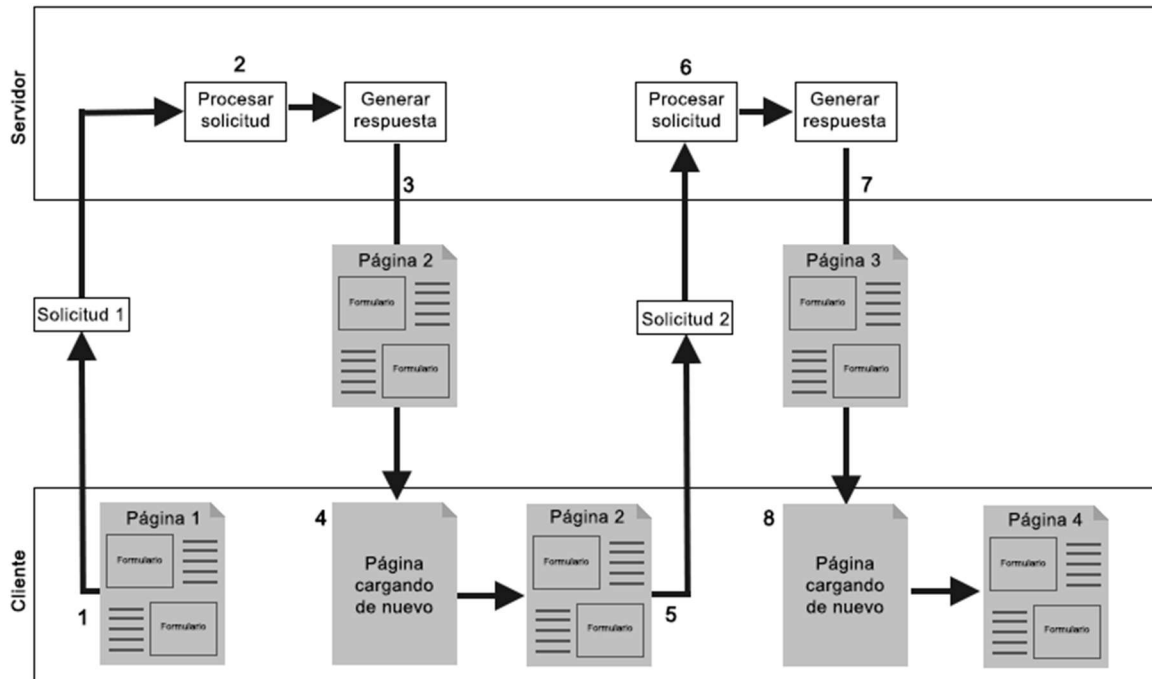 Servidor
2
Procesar
solicitud
Generar
respuesta
3
6
Procesar
solicitud
Generar
respuesta
7
Solicitud 1
Página 2
Formulario
Formulario
Solicitud 2
Página 3
Formulario
Formulario
Cliente
1
Página 1
Formulario
Formulario
4
Página
cargando
de nuevo
Página 2
Formulario
Formulario
5
8
Página
cargando
de nuevo
Página 4
Formulario
Formulario